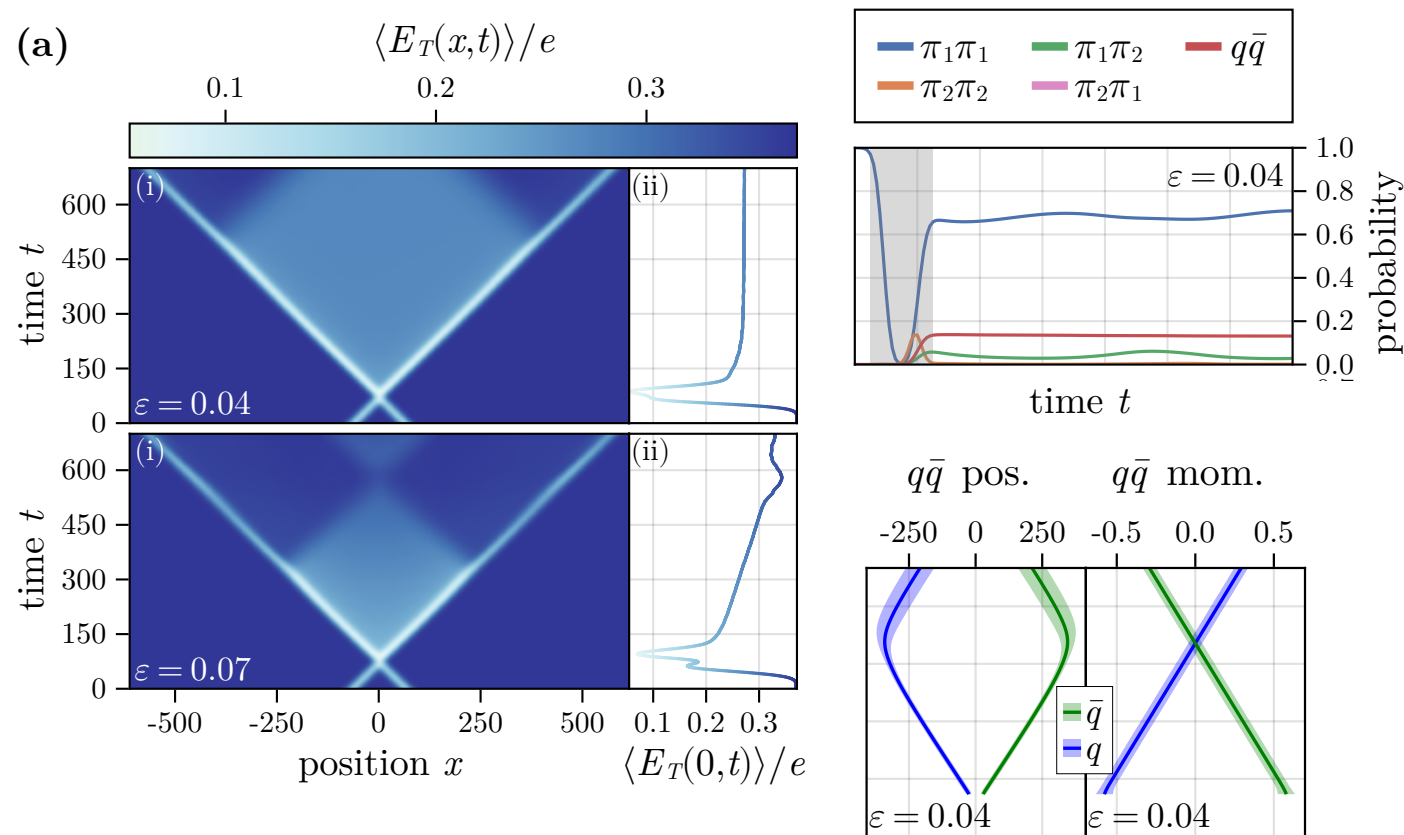 (a)
⟨E_T(x,t)⟩/e
0.1 0.2 0.3
(i) (ii)
600
450
300
150
0
time t
ε = 0.04
(i) (ii)
600
450
300
150
0
time t
ε = 0.07
-500 -250 0 250 500
position x
0.1 0.2 0.3
⟨E_T(0,t)⟩/e
π₁π₁ π₁π₂ qq̄
π₂π₂ π₂π₁
ε = 0.04
1.0
0.8
0.6
0.4
0.2
0.0
probability
time t
qq̄ pos. qq̄ mom.
-250 0 250 -0.5 0.0 0.5
q̄
q
ε = 0.04 ε = 0.04